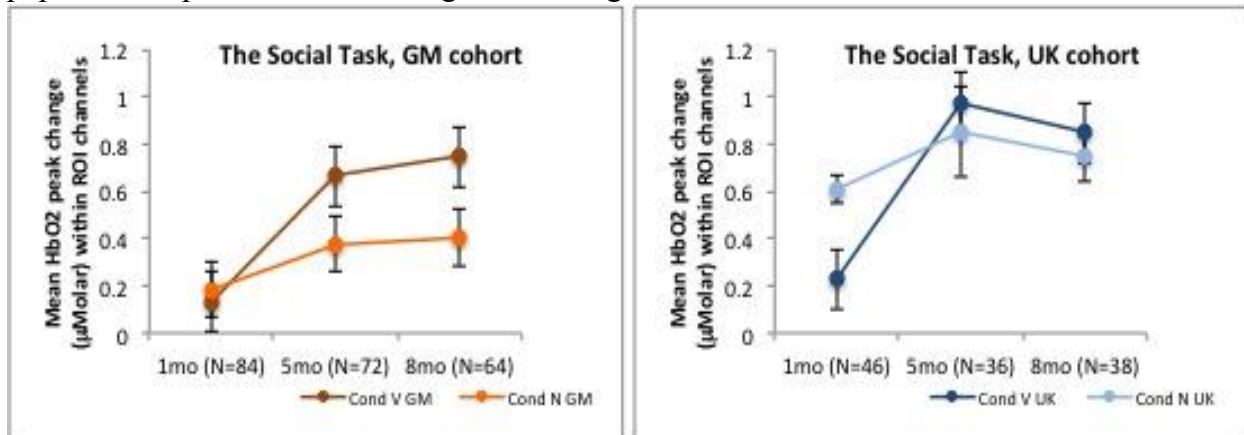 The Social Task, GM cohort
Mean HbO2 peak change
(µMolar) within ROI channels
1.2
1
0.8
0.6
0.4
0.2
0
1mo (N=84) 5mo (N=72) 8mo (N=64)
Cond V GM Cond N GM
The Social Task, UK cohort
Mean HbO2 peak change
(µMolar) within ROI channels
1.2
1
0.8
0.6
0.4
0.2
0
1mo (N=46) 5mo (N=36) 8mo (N=38)
Cond V UK Cond N UK